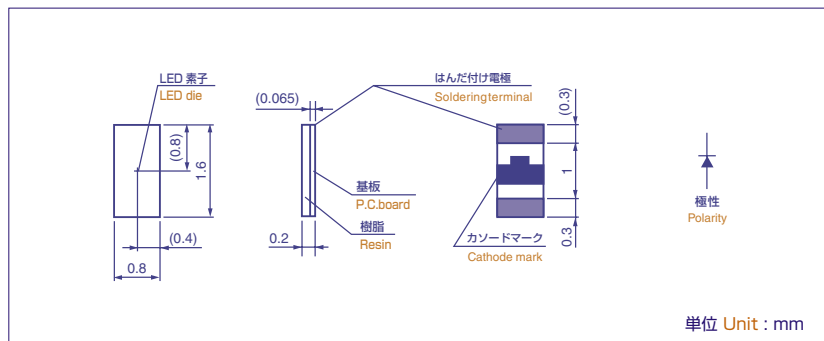 LED 素子
LED die
(0.8)
1.6
(0.4)
0.8
(0.065)
はんだ付け電極
Solderingterminal
基板
P.C.board
樹脂
Resin
0.2
(0.3)
1
0.3
カソードマーク
Cathode mark
極性
Polarity
単位 Unit : mm